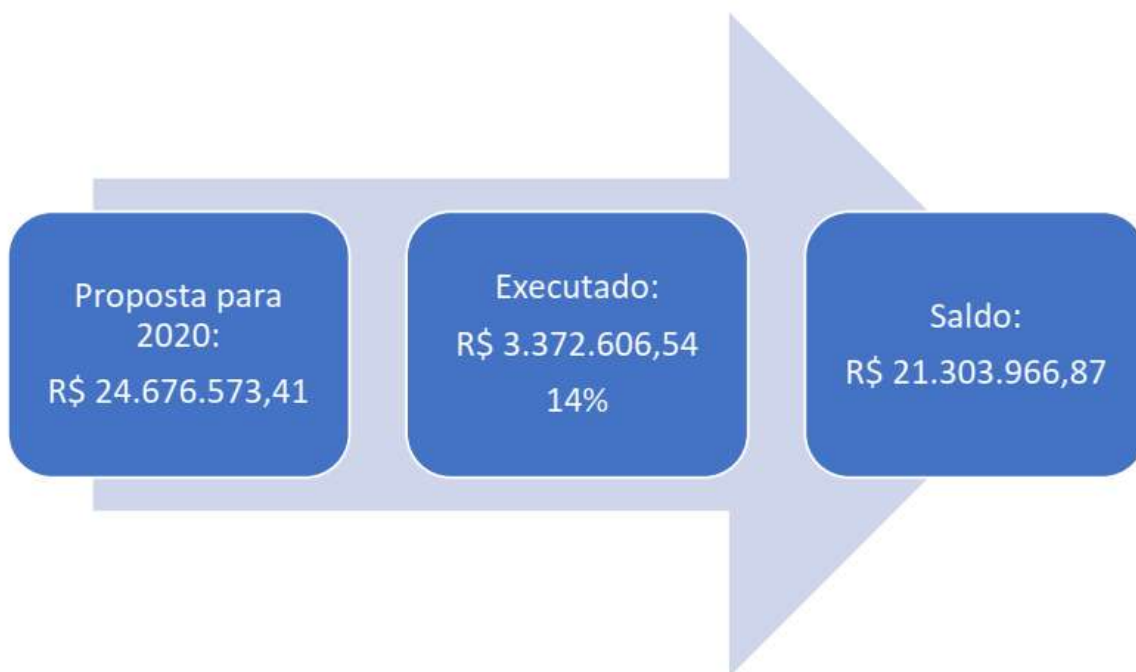 Proposta para
2020:
R$ 24.676.573,41
Executado:
R$ 3.372.606,54
14%
Saldo:
R$ 21.303.966,87